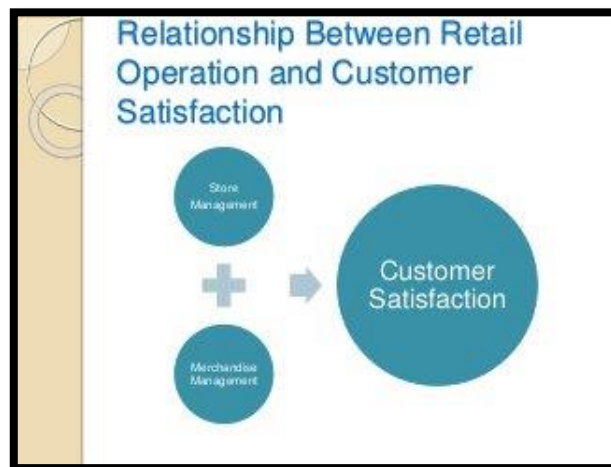 Relationship Between Retail
Operation and Customer
Satisfaction
Store
Management
Merchandise
Management
Customer
Satisfaction